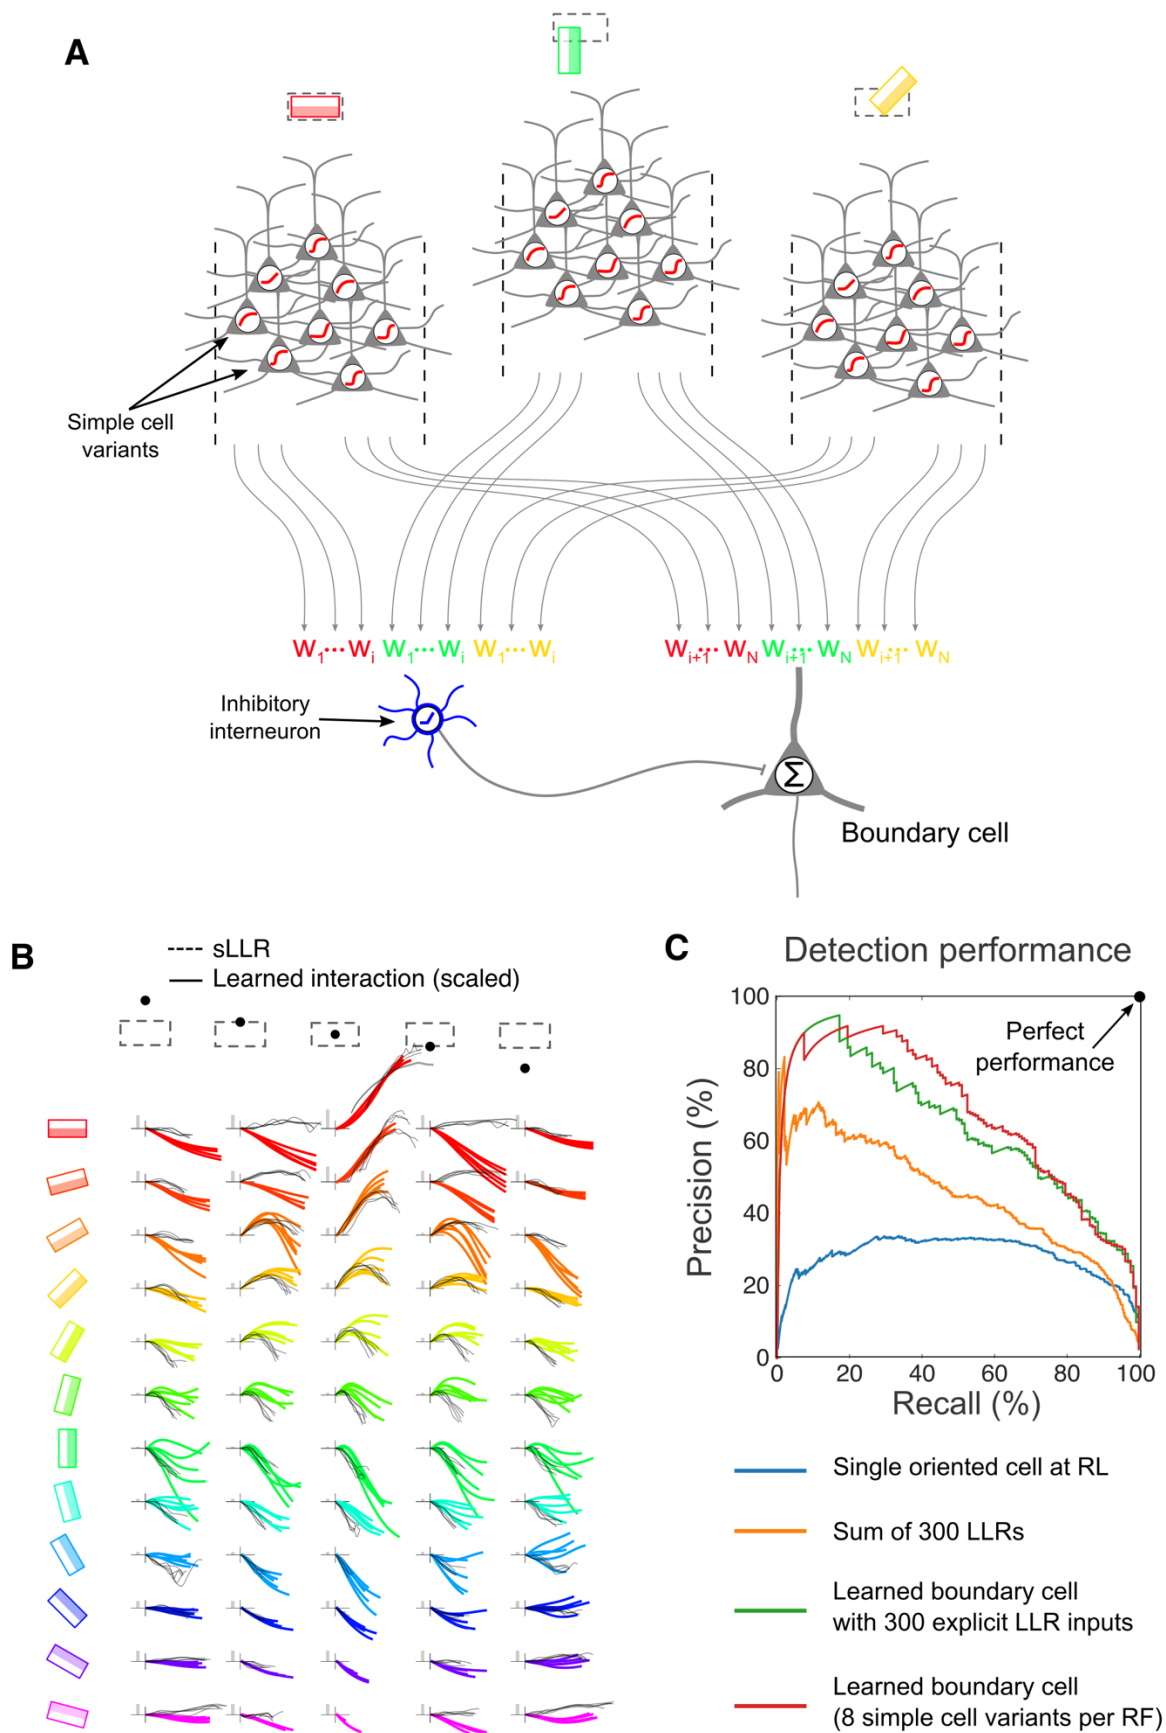 A
Simple cell
variants
W1...Wi W1...Wi W1...Wi
Wi+1...WN Wi+1...WN Wi+1...WN
Inhibitory
interneuron
Σ
Boundary cell
B
sLLR
Learned interaction (scaled)
C
Detection performance
100
80
60
40
20
0
Precision (%)
Perfect
performance
0 20 40 60 80 100
Recall (%)
Single oriented cell at RL
Sum of 300 LLRs
Learned boundary cell
with 300 explicit LLR inputs
Learned boundary cell
(8 simple cell variants per RF)